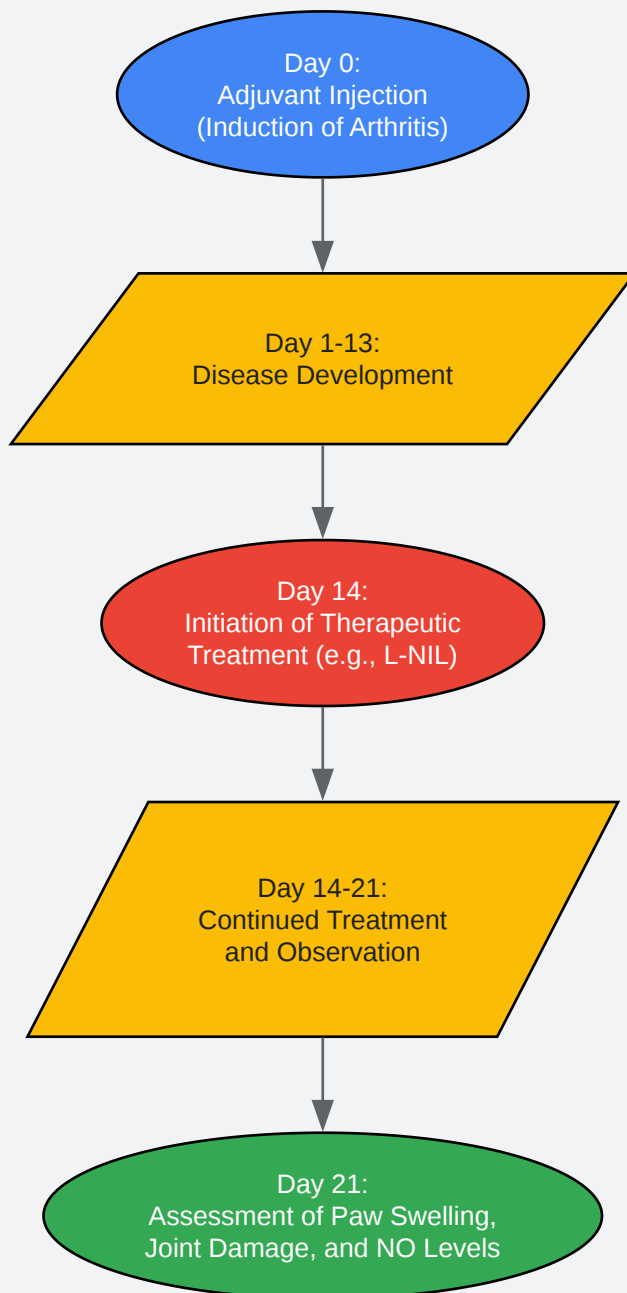 Day 0:
Adjuvant Injection
(Induction of Arthritis)
Day 1-13:
Disease Development
Day 14:
Initiation of Therapeutic
Treatment (e.g., L-NIL)
Day 14-21:
Continued Treatment
and Observation
Day 21:
Assessment of Paw Swelling,
Joint Damage, and NO Levels